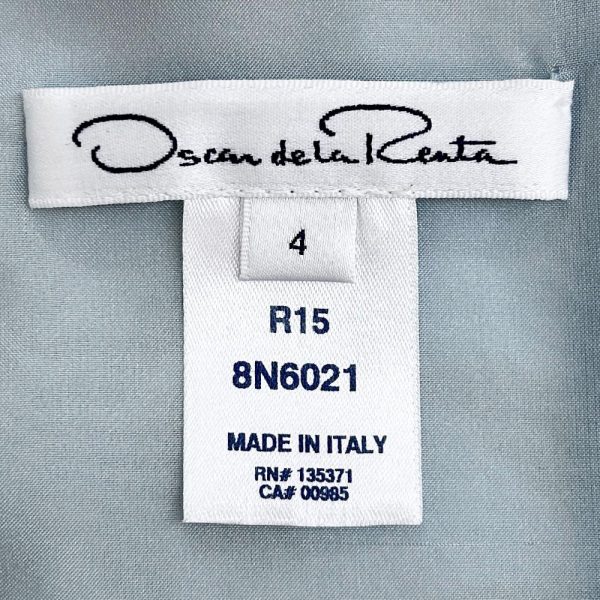 Oscar de la Renta
4
R15
8N6021
MADE IN ITALY
RN# 135371
CA# 00985